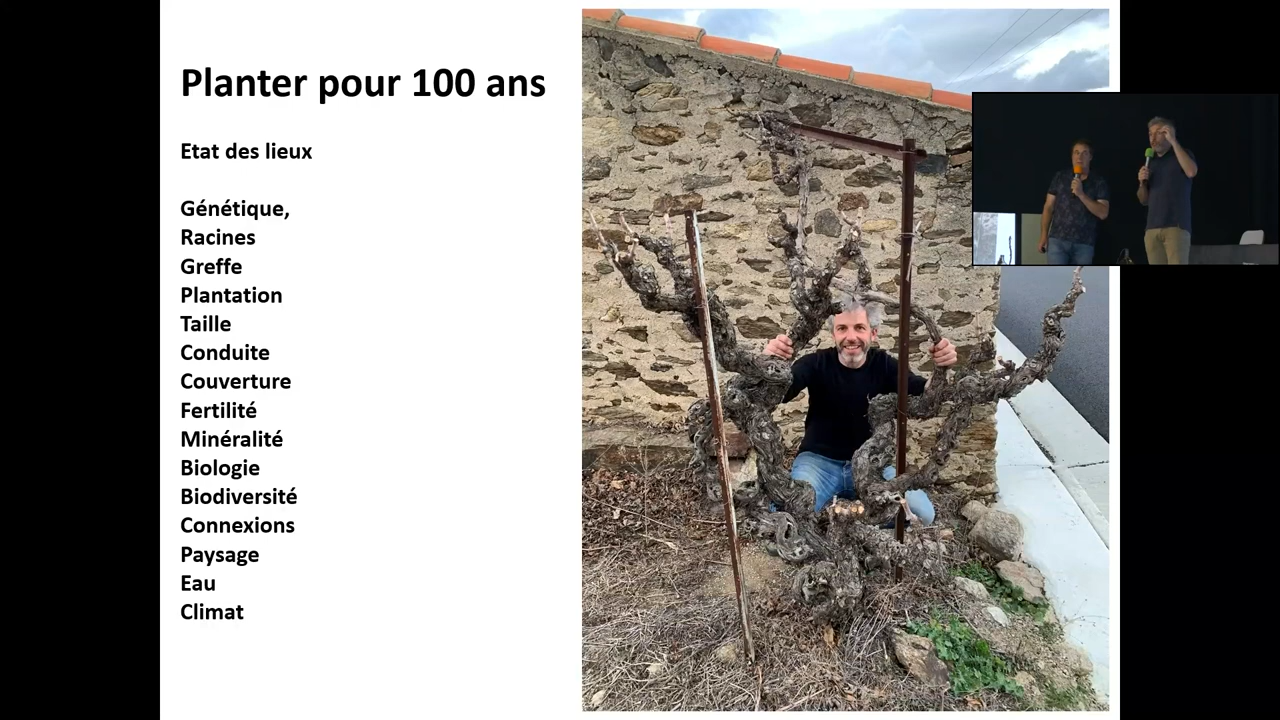 Planter pour 100 ans
Etat des lieux
Génétique,
Racines
Greffe
Plantation
Taille
Conduite
Couverture
Fertilité
Minéralité
Biologie
Biodiversité
Connexions
Paysage
Eau
Climat